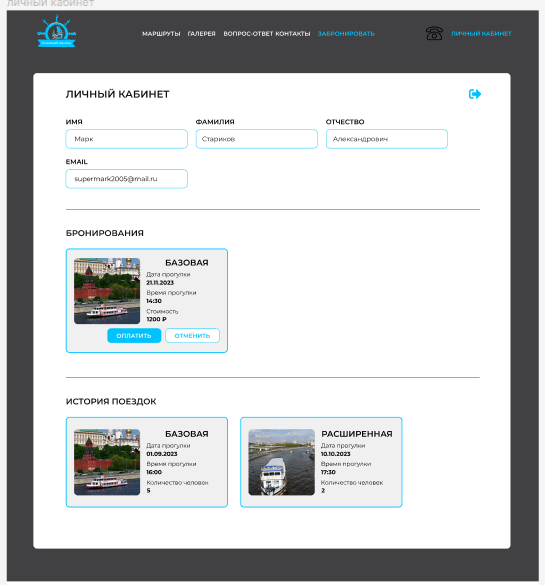 личный кабинет
МАРШРУТЫ ГАЛЕРЕЯ ВОПРОС-ОТВЕТ КОНТАКТЫ ЗАБРОНИРОВАТЬ ЛИЧНЫЙ КАБИНЕТ
ЛИЧНЫЙ КАБИНЕТ
ИМЯ ФАМИЛИЯ ОТЧЕСТВО
Марк Стариков Александрович
EMAIL
supermark2005@mail.ru
БРОНИРОВАНИЯ
БАЗОВАЯ
Дата прогулки
21.11.2023
Время прогулки
14:30
Стоимость
1200 ₽
ОПЛАТИТЬ ОТМЕНИТЬ
ИСТОРИЯ ПОЕЗДОК
БАЗОВАЯ
Дата прогулки
01.09.2023
Время прогулки
16:00
Количество человек
5
РАСШИРЕННАЯ
Дата прогулки
10.10.2023
Время прогулки
17:30
Количество человек
2